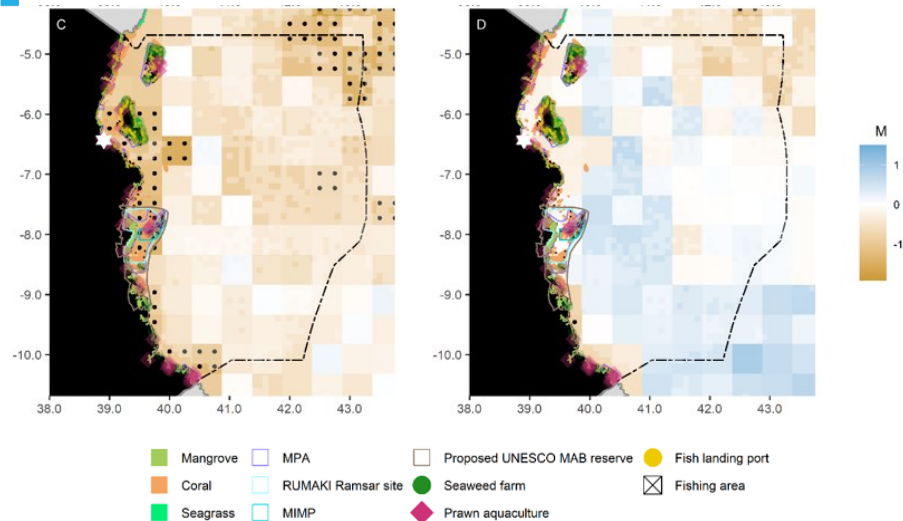 C
D
-5.0
-6.0
-7.0
-8.0
-9.0
-10.0
38.0 39.0 40.0 41.0 42.0 43.0
-5.0
-6.0
-7.0
-8.0
-9.0
-10.0
38.0 39.0 40.0 41.0 42.0 43.0
M
1
0
-1
Mangrove MPA Proposed UNESCO MAB reserve Fish landing port
Coral RUMAKI Ramsar site Seaweed farm Fishing area
Seagrass MIMP Prawn aquaculture